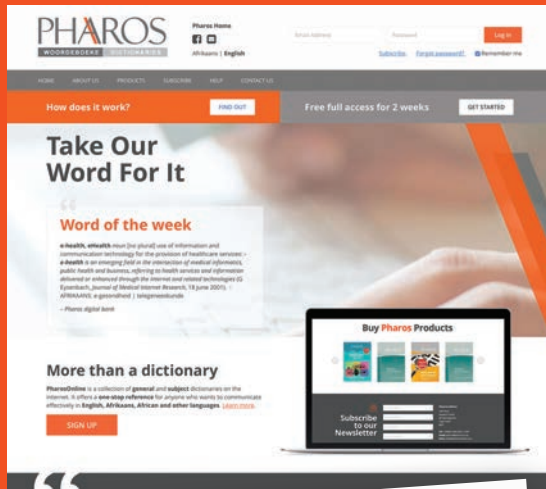 PHAROS
WOORDEBOEKE DICTIONARIES
Pharos Home
Afrikaans | English
Email Address
Password
Log in
Subscribe
Forgot password?
Remember me
HOME ABOUT US PRODUCTS SUBSCRIBE HELP CONTACT US
How does it work?
FIND OUT
Free full access for 2 weeks
GET STARTED
Take Our
Word For It
Word of the week
e-health, eHealth noun [no plural] use of information and
communication technology for the provision of healthcare services: –
e-health is an emerging field in the intersection of medical informatics,
public health and business, referring to health services and information
delivered or enhanced through the internet and related technologies (G
Eysenbach, Journal of Medical Internet Research, 18 June 2001).
AFRIKAANS: e-gesondheid | telegeneeskunde
– Pharos digital bank
More than a dictionary
PharosOnline is a collection of general and subject dictionaries on the
internet. It offers a one-stop reference for anyone who wants to communicate
effectively in English, Afrikaans, African and other languages. Learn more.
SIGN UP
Buy Pharos Products
Subscribe
to our
Newsletter